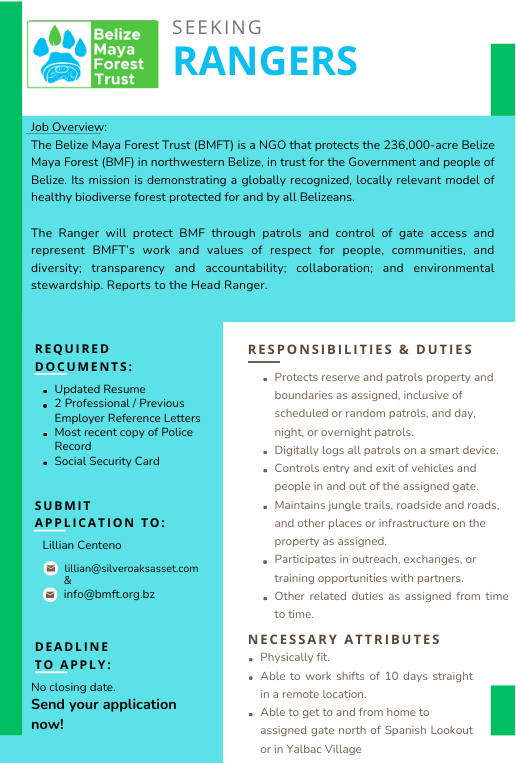 Belize
Maya
Forest
Trust
SEEKING
RANGERS
Job Overview:
The Belize Maya Forest Trust (BMFT) is a NGO that protects the 236,000-acre Belize
Maya Forest (BMF) in northwestern Belize, in trust for the Government and people of
Belize. Its mission is demonstrating a globally recognized, locally relevant model of
healthy biodiverse forest protected for and by all Belizeans.
The Ranger will protect BMF through patrols and control of gate access and
represent BMFT's work and values of respect for people, communities, and
diversity; transparency and accountability; collaboration; and environmental
stewardship. Reports to the Head Ranger.
REQUIRED
DOCUMENTS:
• Updated Resume
• 2 Professional / Previous
Employer Reference Letters
• Most recent copy of Police
Record
• Social Security Card
SUBMIT
APPLICATION TO:
Lillian Centeno
lillian@silveroaksasset.com
&
info@bmft.org.bz
DEADLINE
TO APPLY:
No closing date.
Send your application
now!
RESPONSIBILITIES & DUTIES
• Protects reserve and patrols property and
boundaries as assigned, inclusive of
scheduled or random patrols, and day,
night, or overnight patrols.
• Digitally logs all patrols on a smart device.
• Controls entry and exit of vehicles and
people in and out of the assigned gate.
• Maintains jungle trails, roadside and roads,
and other places or infrastructure on the
property as assigned.
• Participates in outreach, exchanges, or
training opportunities with partners.
• Other related duties as assigned from time
to time.
NECESSARY ATTRIBUTES
• Physically fit.
• Able to work shifts of 10 days straight
in a remote location.
• Able to get to and from home to
assigned gate north of Spanish Lookout
or in Yalbac Village